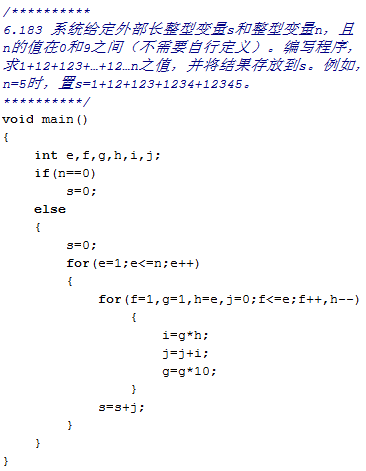 /**********
6.183 系统给定外部长整型变量s和整型变量n，且
n的值在0和9之间（不需要自行定义）。编写程序，
求1+12+123+…+12…n之值，并将结果存放到s。例如，
n=5时，置s=1+12+123+1234+12345。
**********/
void main()
{
    int e,f,g,h,i,j;
    if(n==0)
        s=0;
    else
    {
        s=0;
        for(e=1;e<=n;e++)
        {
            for(f=1,g=1,h=e,j=0;f<=e;f++,h--)
                {
                    i=g*h;
                    j=j+i;
                    g=g*10;
                }
            s=s+j;
        }
    }
}